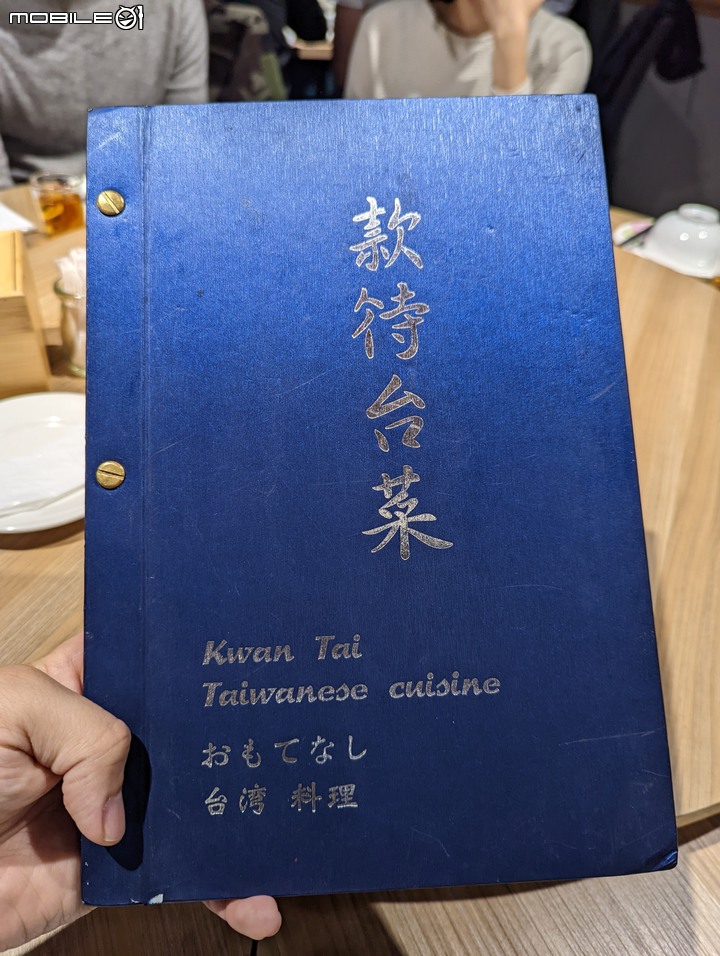 MOBILE01
款待台菜
Kwan Tai
Taiwanese cuisine
おもてなし
台湾 料理